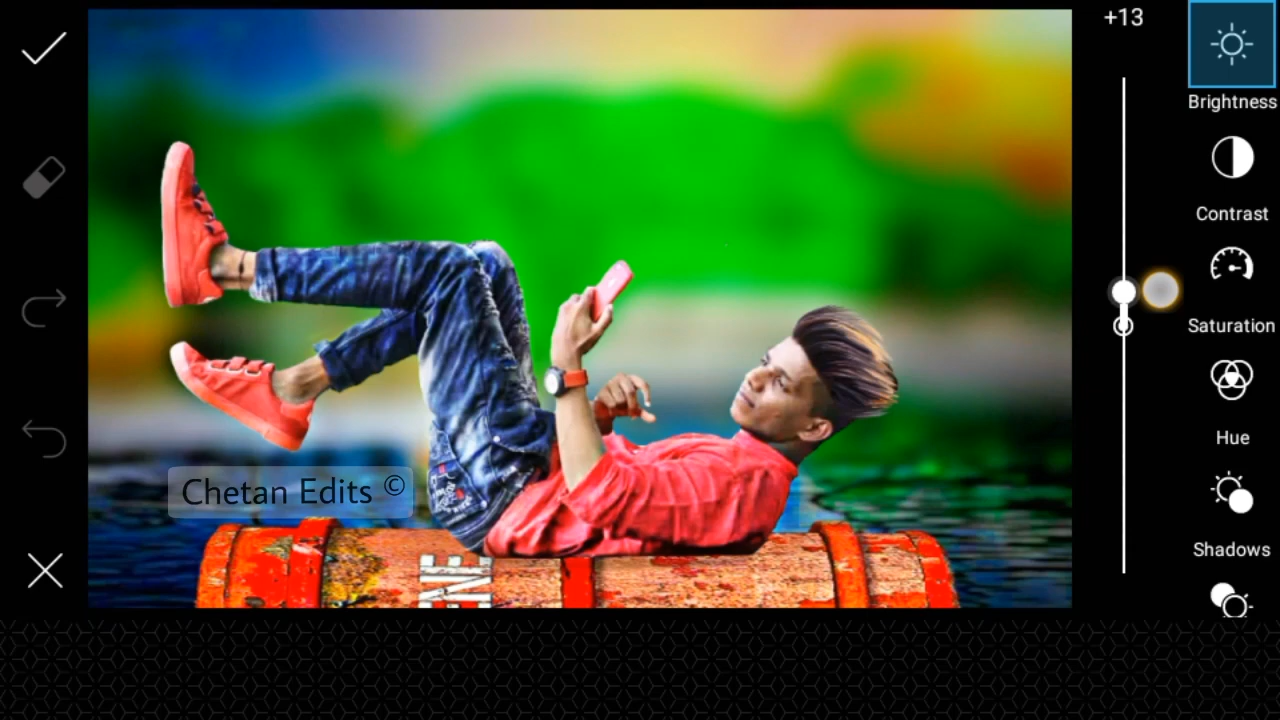 +13
Brightness
Contrast
Saturation
Hue
Shadows
Chetan Edits ©